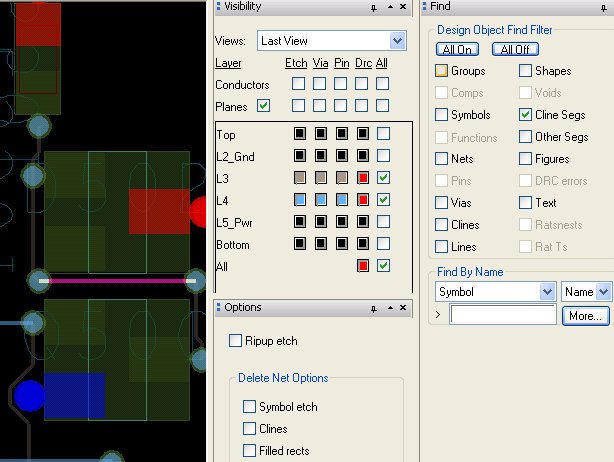 Visibility
Views: Last View
Layer Etch Via Pin Drc All
Conductors
Planes
Top
L2_Gnd
L3
L4
L5_Pwr
Bottom
All
Options
Ripup etch
Delete Net Options
Symbol etch
Clines
Filled rects
Find
Design Object Find Filter
All On All Off
Groups Shapes
Comps Voids
Symbols Cline Segs
Functions Other Segs
Nets Figures
Pins DRC errors
Vias Text
Clines Ratsnests
Lines Rat Ts
Find By Name
Symbol Name
> More...